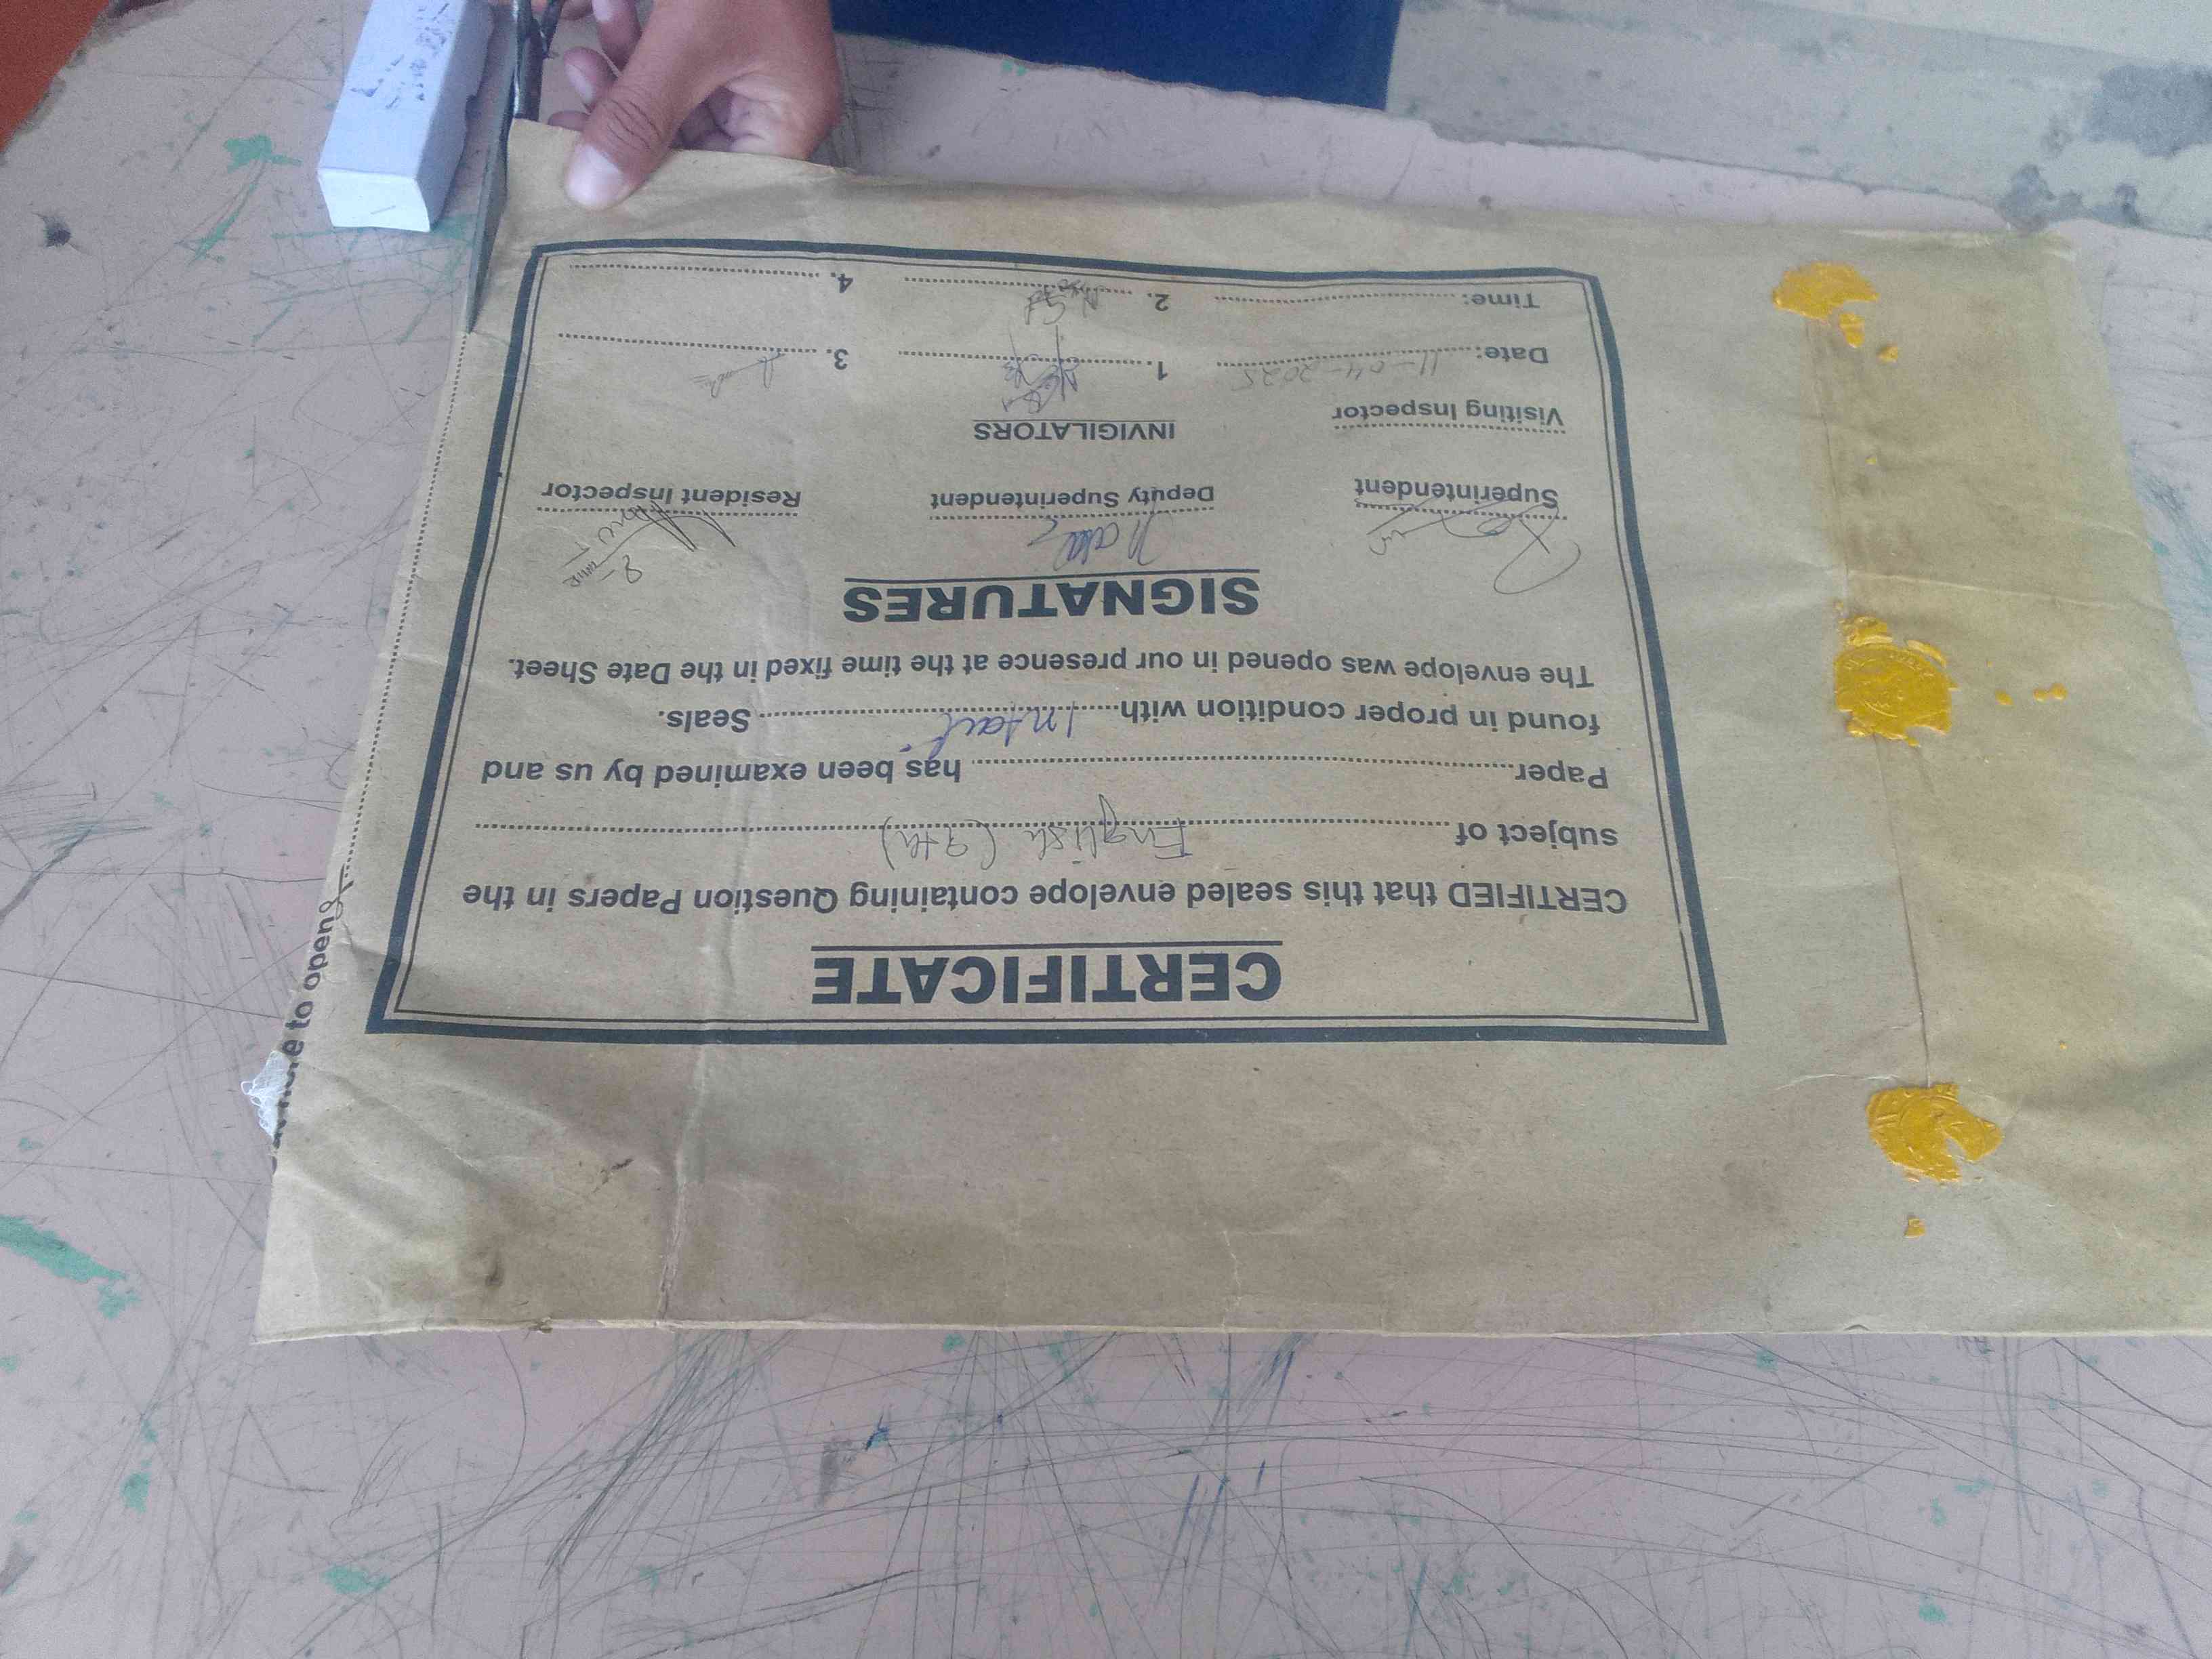 CERTIFICATE
CERTIFIED that this sealed envelope containing Question Papers in the
subject of English (9th)
Paper has been examined by us and
found in proper condition with Intact Seals.
The envelope was opened in our presence at the time fixed in the Date Sheet.
SIGNATURES
Superintendent Deputy Superintendent Resident Inspector
Visiting Inspector INVIGILATORS
Date: 11-04-2025 1. 3.
Time: 2. 4.
to open